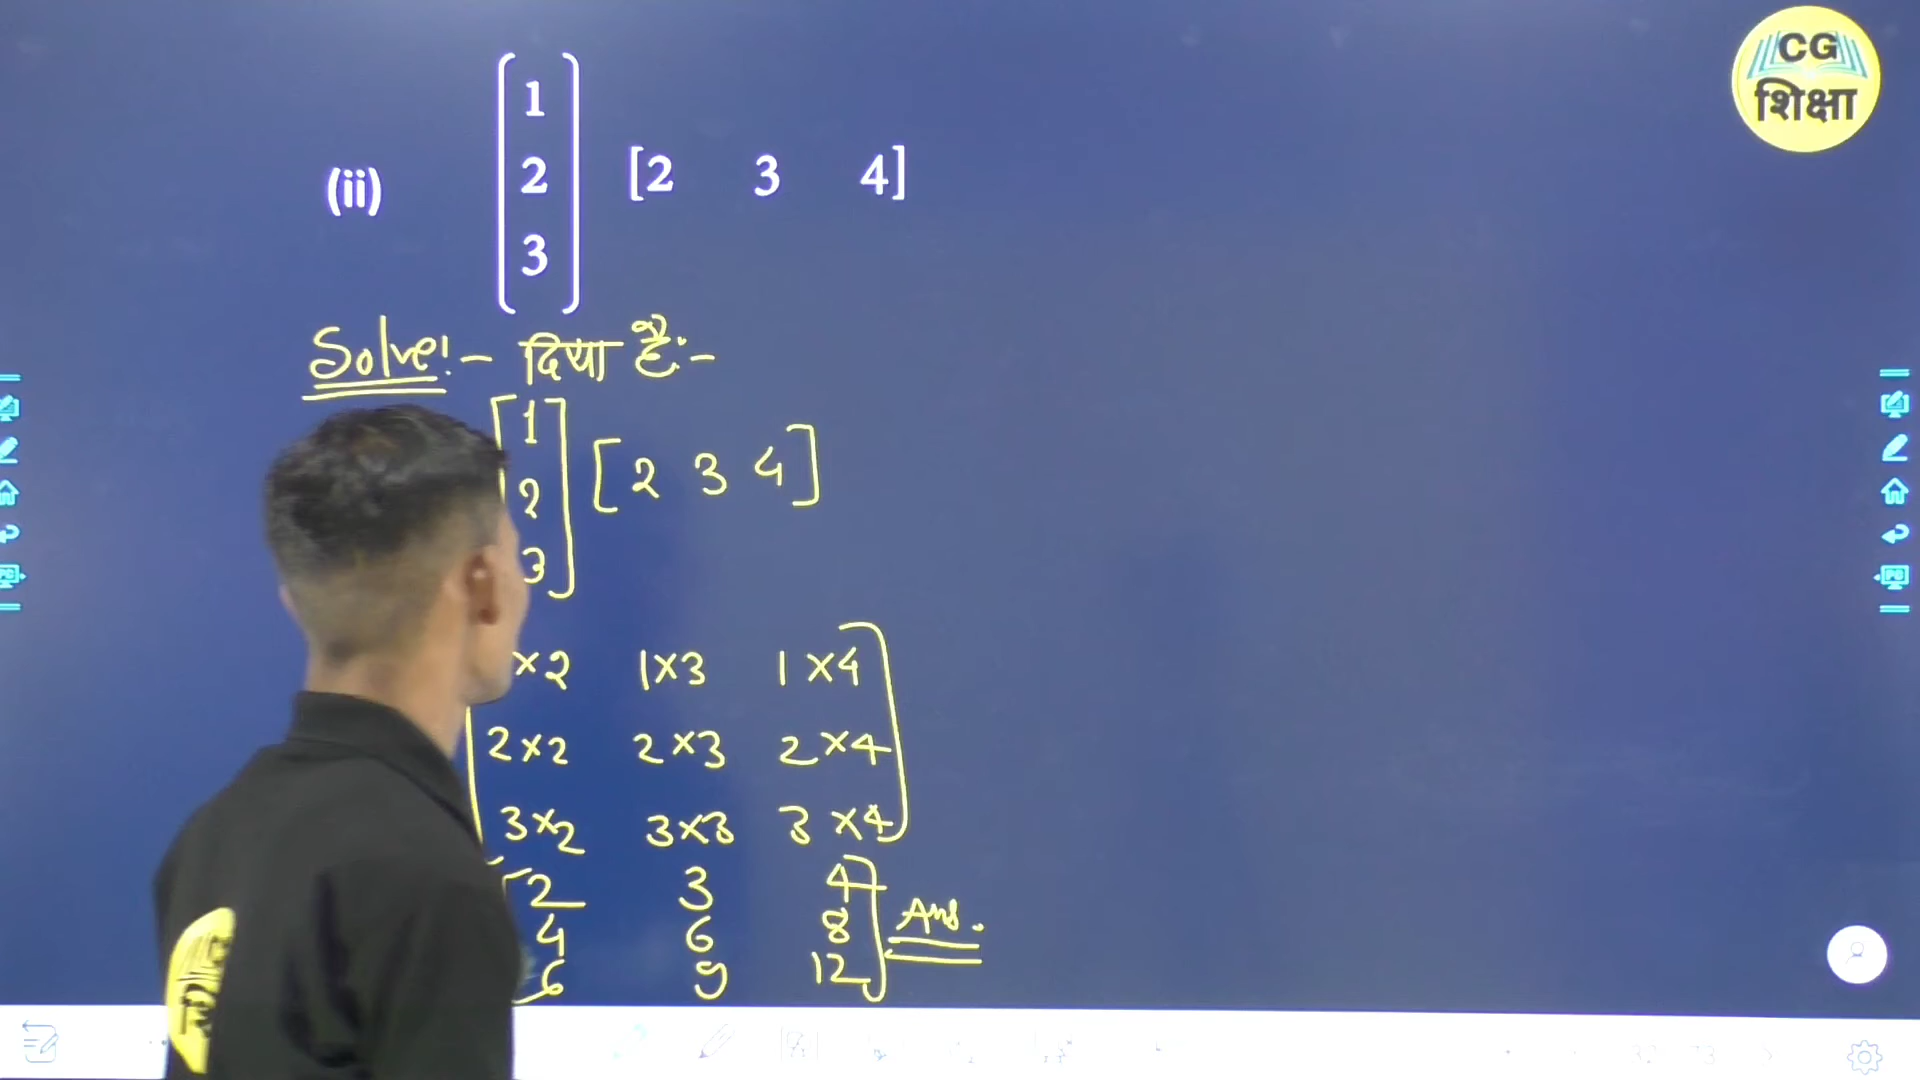 CG
शिक्षा
(ii) [1 2 3] [2 3 4]
Solve:- दिया है:-
[1 2 3] [2 3 4]
×2 1×3 1×4
2×2 2×3 2×4
3×2 3×3 3×4
2 3 4
4 6 8 Ans.
6 9 12